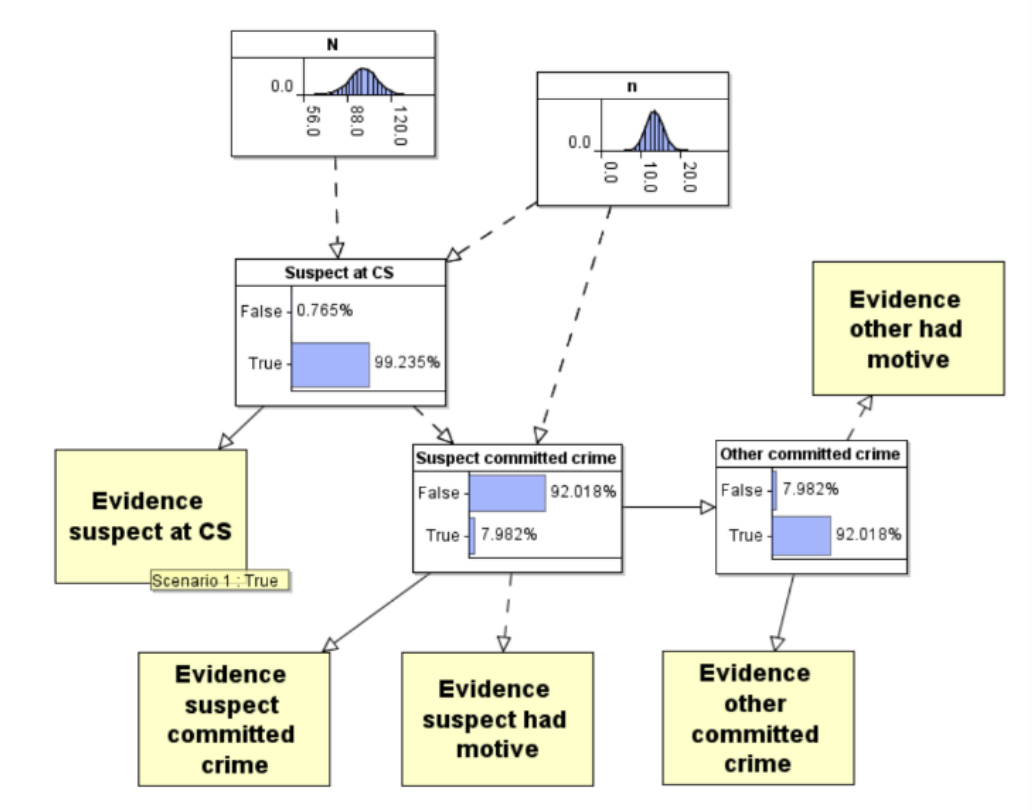 N
0.0
56.0
88.0
120.0
n
0.0
0.0
10.0
20.0
Suspect at CS
False
0.765%
True
99.235%
Evidence
other had
motive
Suspect committed crime
False
92.018%
True
7.982%
Other committed crime
False
7.982%
True
92.018%
Evidence
suspect at CS
Scenario 1 : True
Evidence
suspect
committed
crime
Evidence
suspect had
motive
Evidence
other
committed
crime